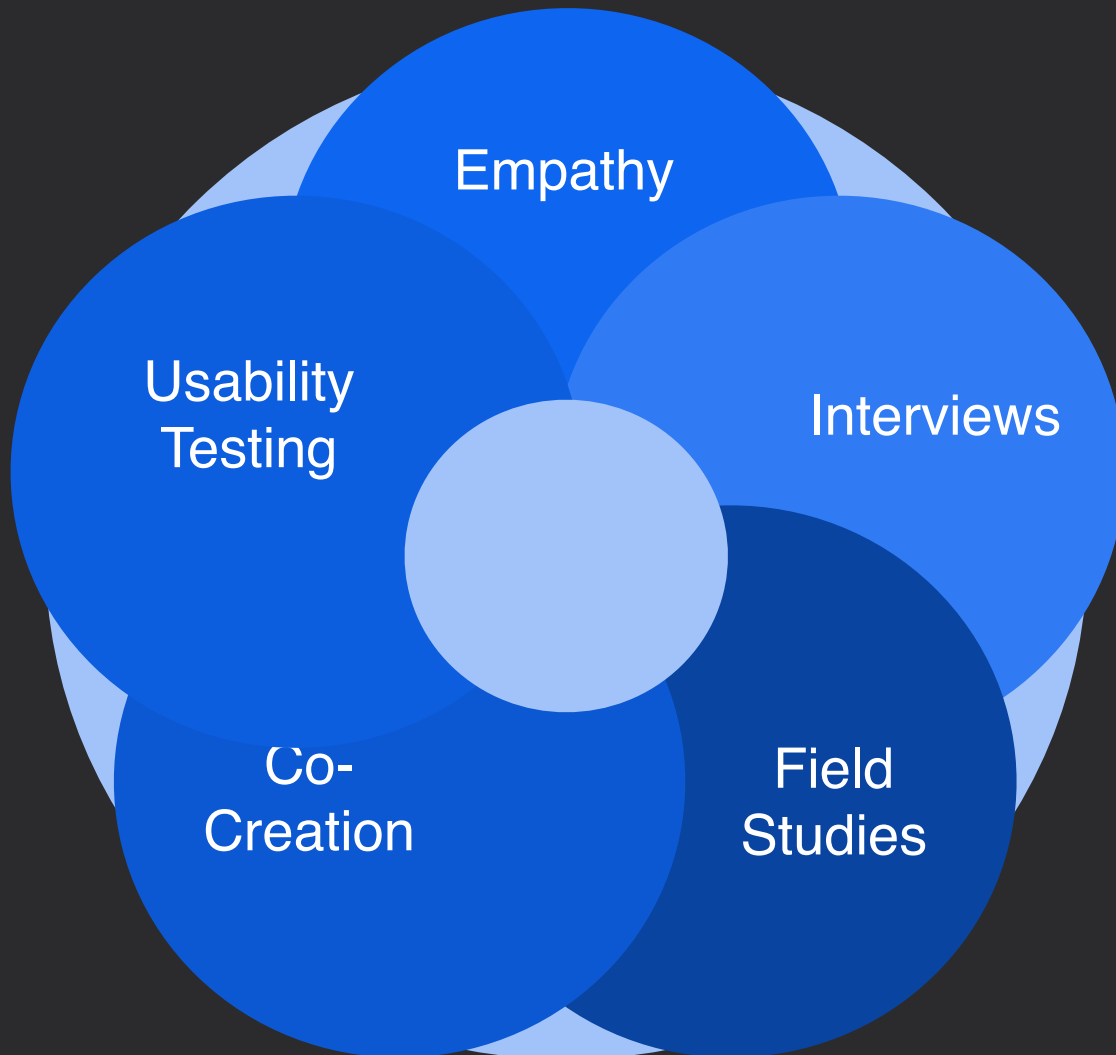 Empathy
Interviews
Field
Studies
Co-
Creation
Usability
Testing